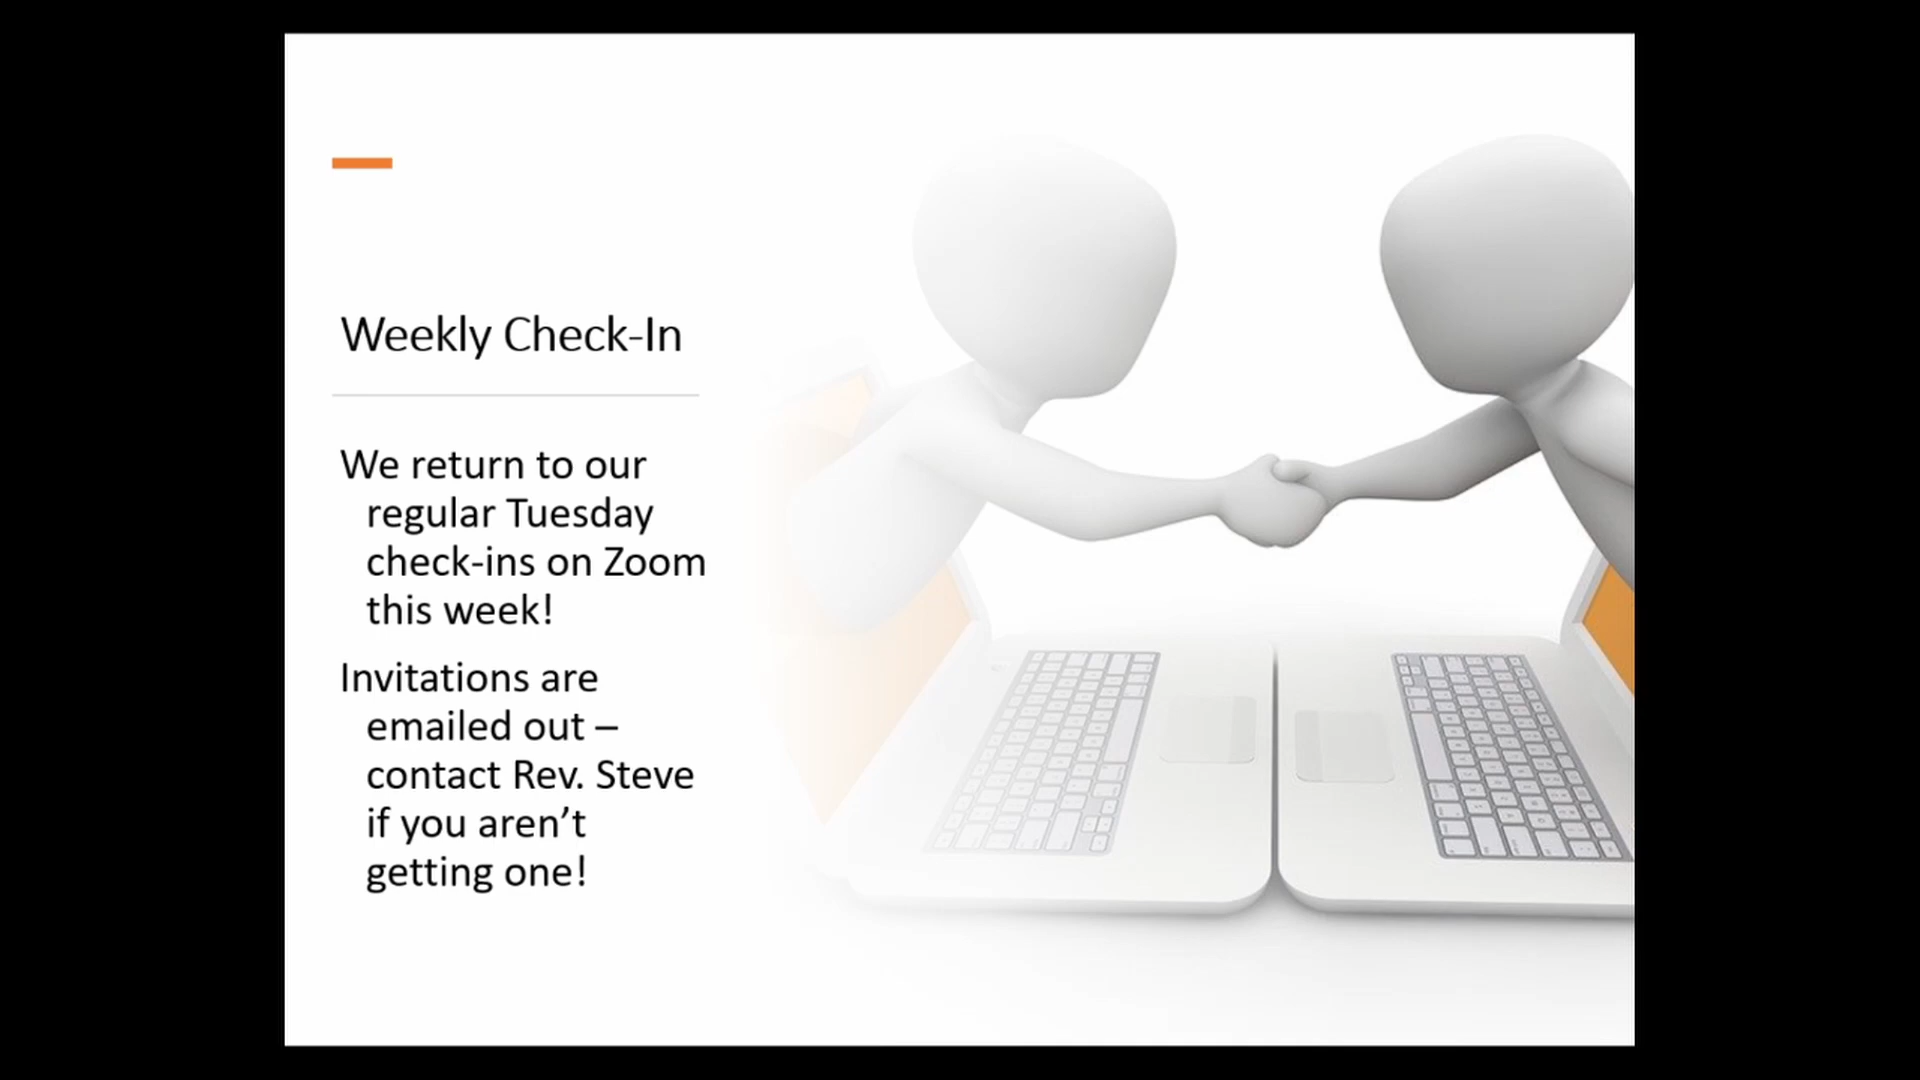 Weekly Check-In
We return to our
regular Tuesday
check-ins on Zoom
this week!
Invitations are
emailed out –
contact Rev. Steve
if you aren’t
getting one!